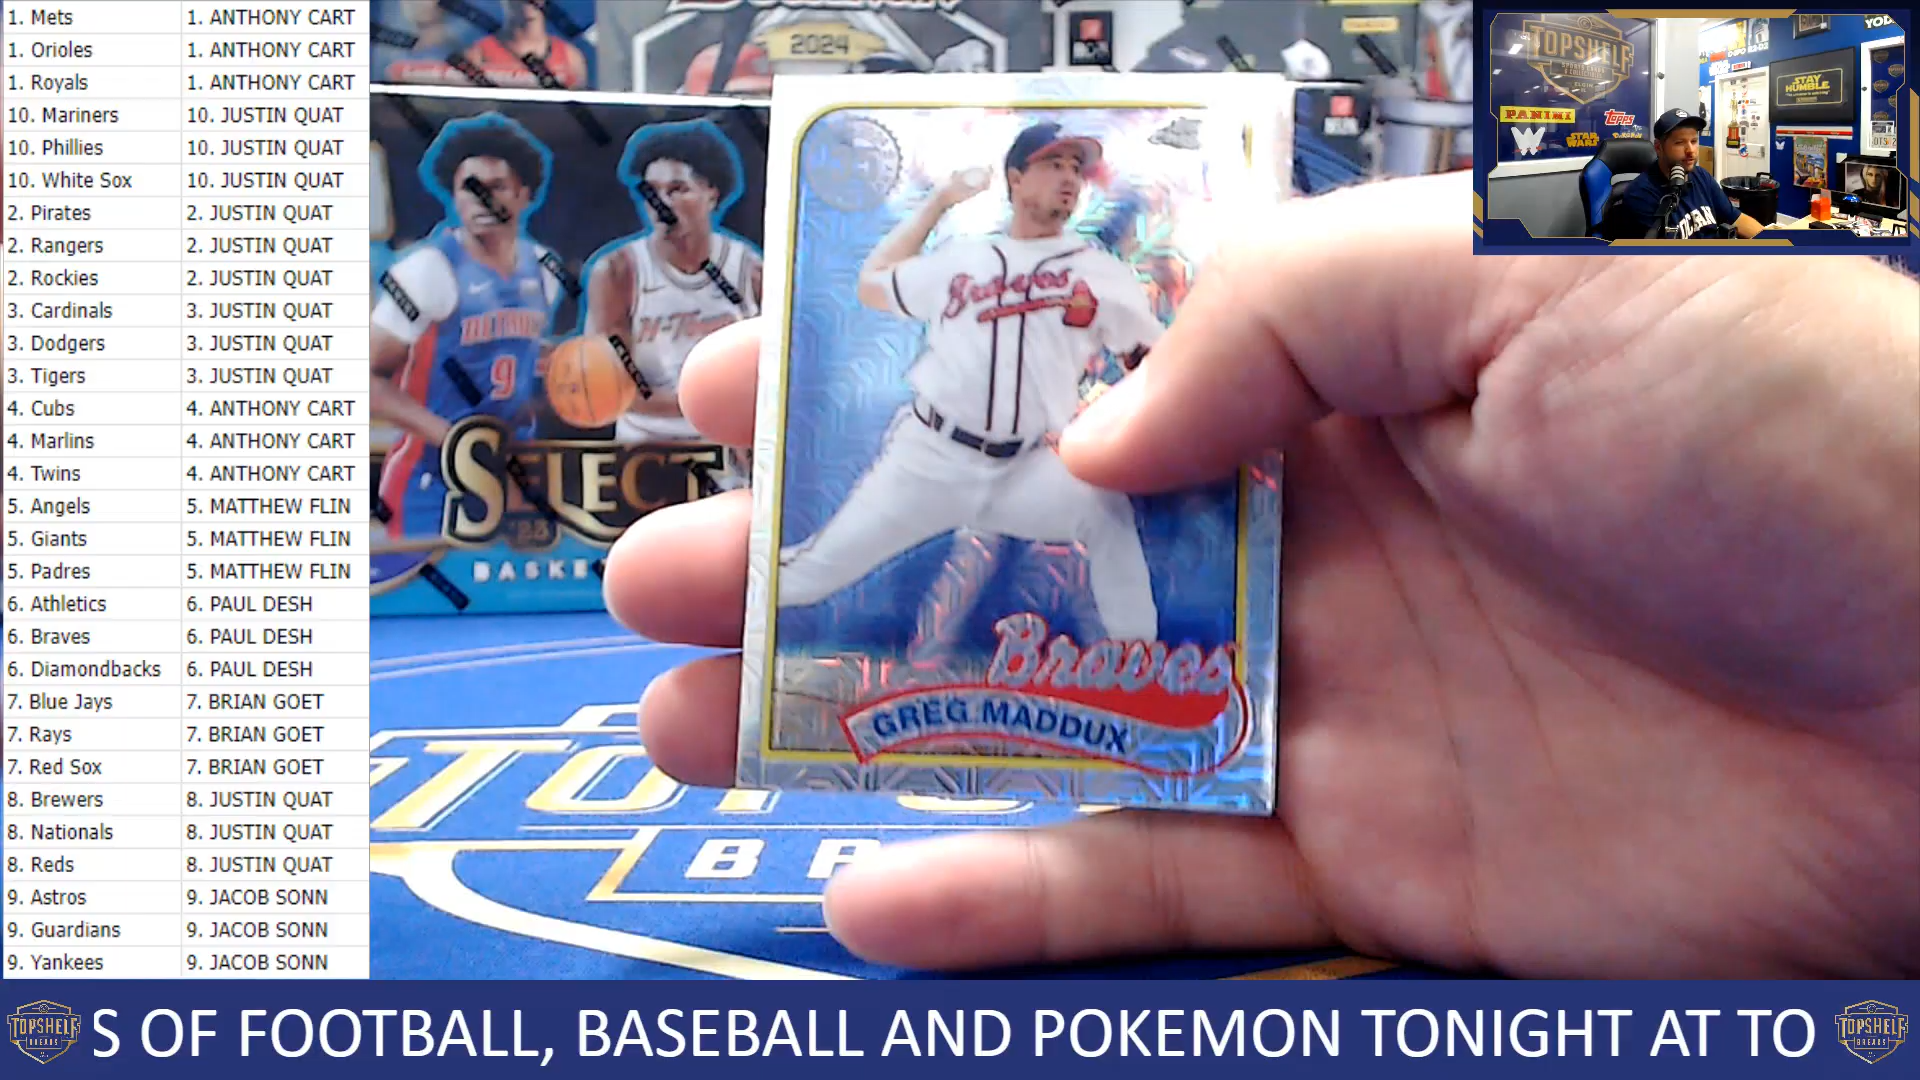 1. Mets 1. ANTHONY CART
1. Orioles 1. ANTHONY CART
1. Royals 1. ANTHONY CART
10. Mariners 10. JUSTIN QUAT
10. Phillies 10. JUSTIN QUAT
10. White Sox 10. JUSTIN QUAT
2. Pirates 2. JUSTIN QUAT
2. Rangers 2. JUSTIN QUAT
2. Rockies 2. JUSTIN QUAT
3. Cardinals 3. JUSTIN QUAT
3. Dodgers 3. JUSTIN QUAT
3. Tigers 3. JUSTIN QUAT
4. Cubs 4. ANTHONY CART
4. Marlins 4. ANTHONY CART
4. Twins 4. ANTHONY CART
5. Angels 5. MATTHEW FLIN
5. Giants 5. MATTHEW FLIN
5. Padres 5. MATTHEW FLIN
6. Athletics 6. PAUL DESH
6. Braves 6. PAUL DESH
6. Diamondbacks 6. PAUL DESH
7. Blue Jays 7. BRIAN GOET
7. Rays 7. BRIAN GOET
7. Red Sox 7. BRIAN GOET
8. Brewers 8. JUSTIN QUAT
8. Nationals 8. JUSTIN QUAT
8. Reds 8. JUSTIN QUAT
9. Astros 9. JACOB SONN
9. Guardians 9. JACOB SONN
9. Yankees 9. JACOB SONN
2024
9
SELECT
Braves
Braves
GREG MADDUX
TOPSHELF
PANINI
Topps
STAR WARS
STAY HUMBLE
TOPSHELF BREAKS
S OF FOOTBALL, BASEBALL AND POKEMON TONIGHT AT TO
TOPSHELF BREAKS